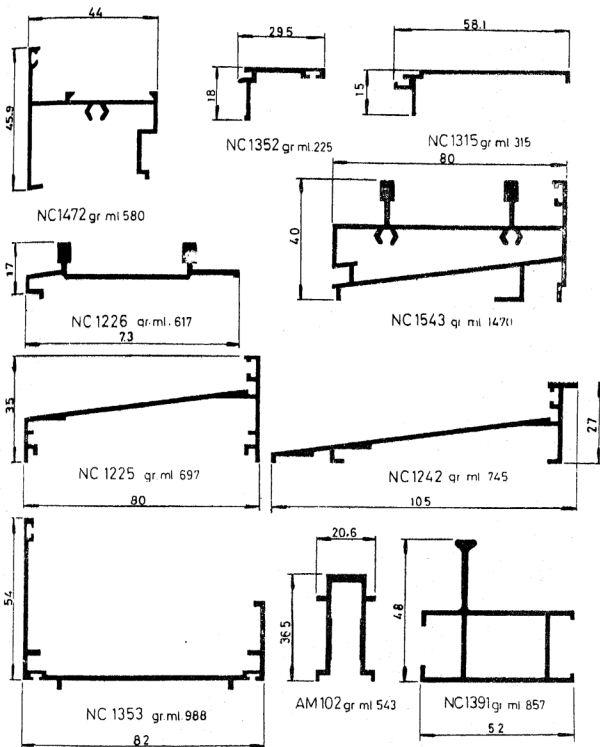 44
29.5
58.1
45.9
18
15
NC1352 gr ml. 225
NC1315 gr ml 315
NC1472 gr ml 580
80
40
17
NC 1226 gr. ml. 617
NC1543 gr ml 1470
73
35
27
NC 1225 gr. ml 697
NC1242 gr ml 745
80
105
54
20,6
36.5
48
NC 1353 gr. ml. 988
AM102 gr ml 543
NC1391 gr ml 857
82
52